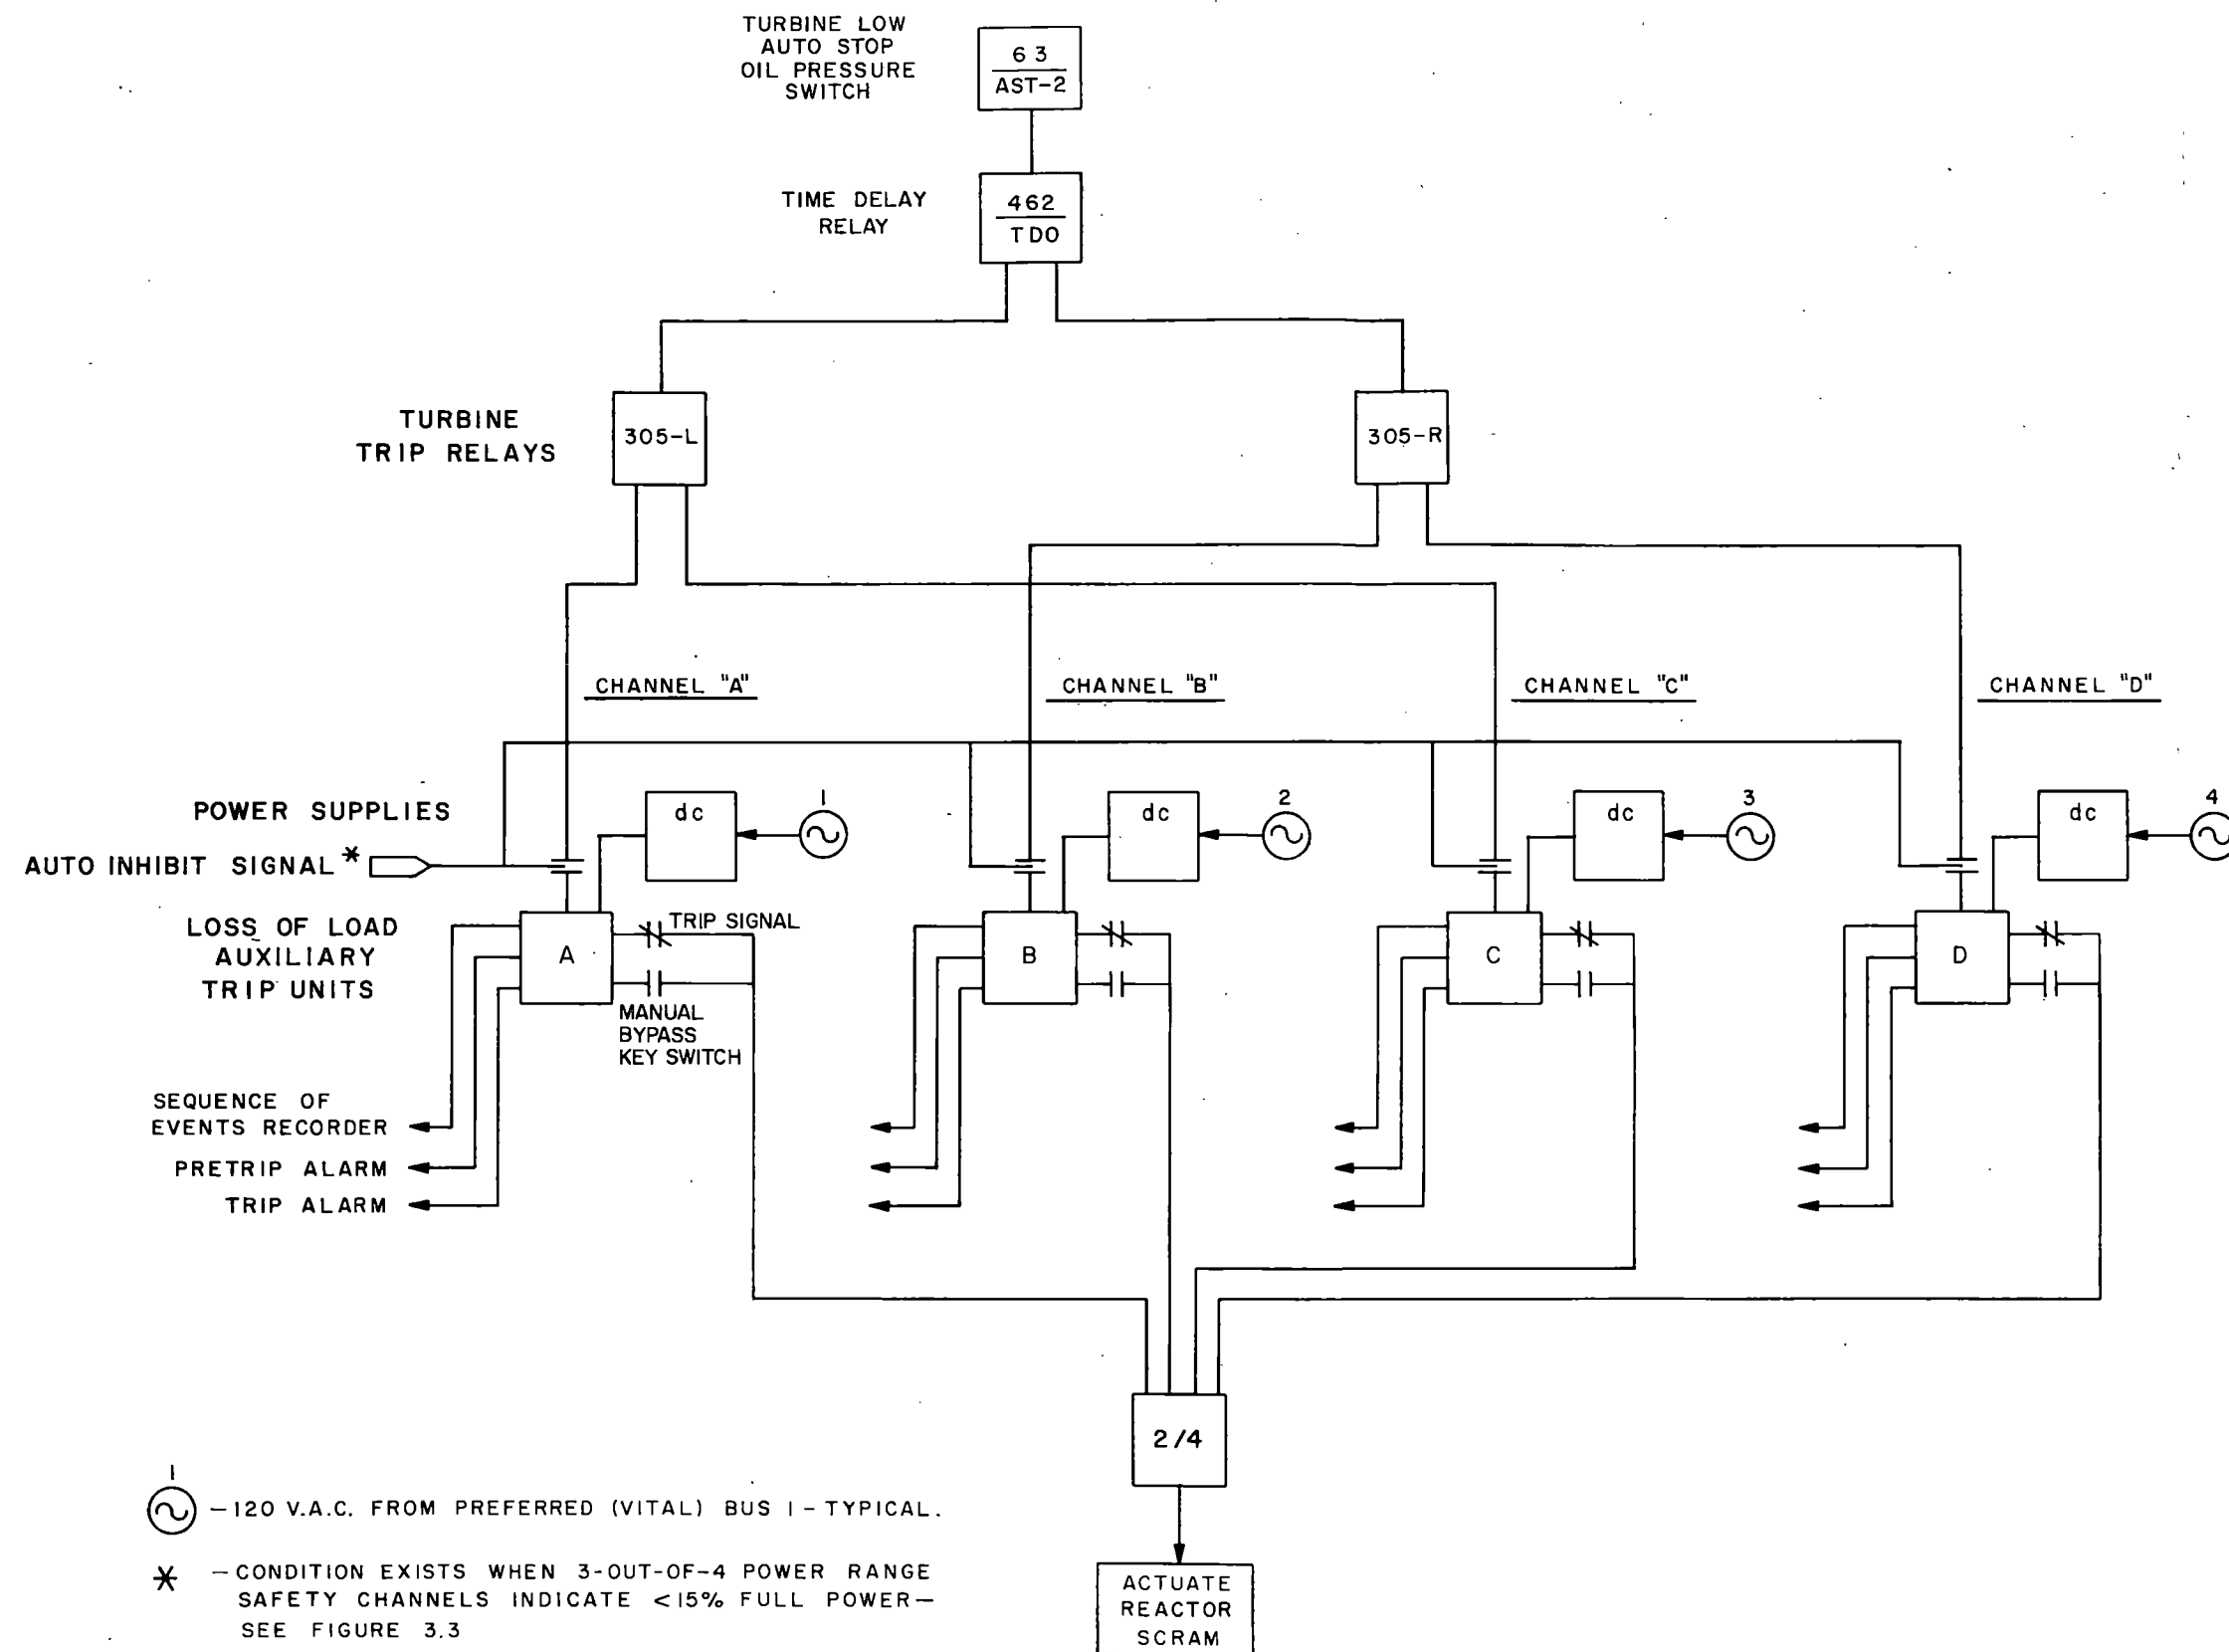 TURBINE LOW
AUTO STOP
OIL PRESSURE
SWITCH
63
AST-2
TIME DELAY
RELAY
462
TDO
TURBINE
TRIP RELAYS
305-L
305-R
CHANNEL "A"
CHANNEL "B"
CHANNEL "C"
CHANNEL "D"
POWER SUPPLIES
dc
1
dc
2
dc
3
dc
4
AUTO INHIBIT SIGNAL *
LOSS OF LOAD
AUXILIARY
TRIP UNITS
A
TRIP SIGNAL
B
C
D
MANUAL
BYPASS
KEY SWITCH
SEQUENCE OF
EVENTS RECORDER
PRETRIP ALARM
TRIP ALARM
2/4
1
– 120 V.A.C. FROM PREFERRED (VITAL) BUS 1 – TYPICAL.
* – CONDITION EXISTS WHEN 3-OUT-OF-4 POWER RANGE
SAFETY CHANNELS INDICATE <15% FULL POWER –
SEE FIGURE 3.3
ACTUATE
REACTOR
SCRAM